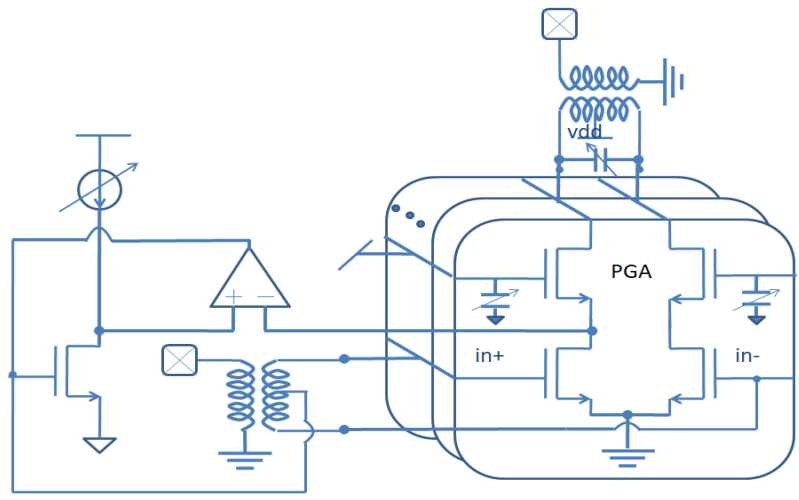 vdd
PGA
+ −
in+
in-